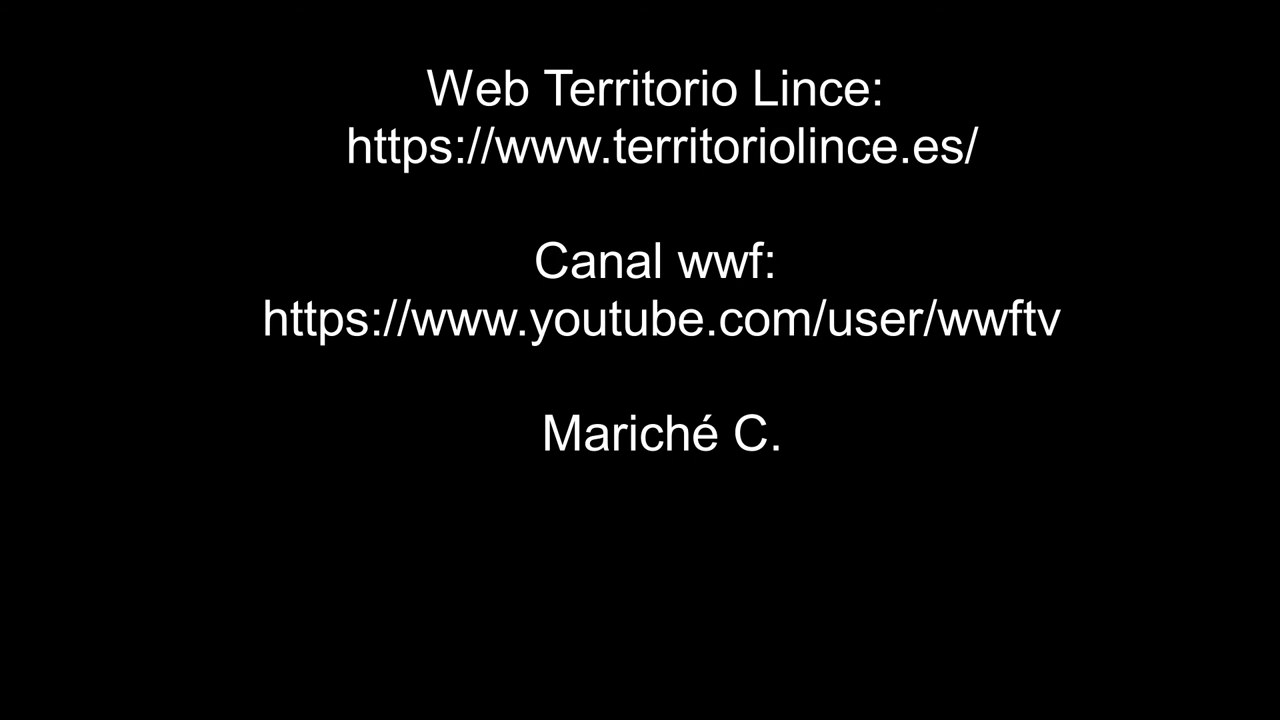 Web Territorio Lince:
https://www.territoriolince.es/
Canal wwf:
https://www.youtube.com/user/wwftv
Mariché C.